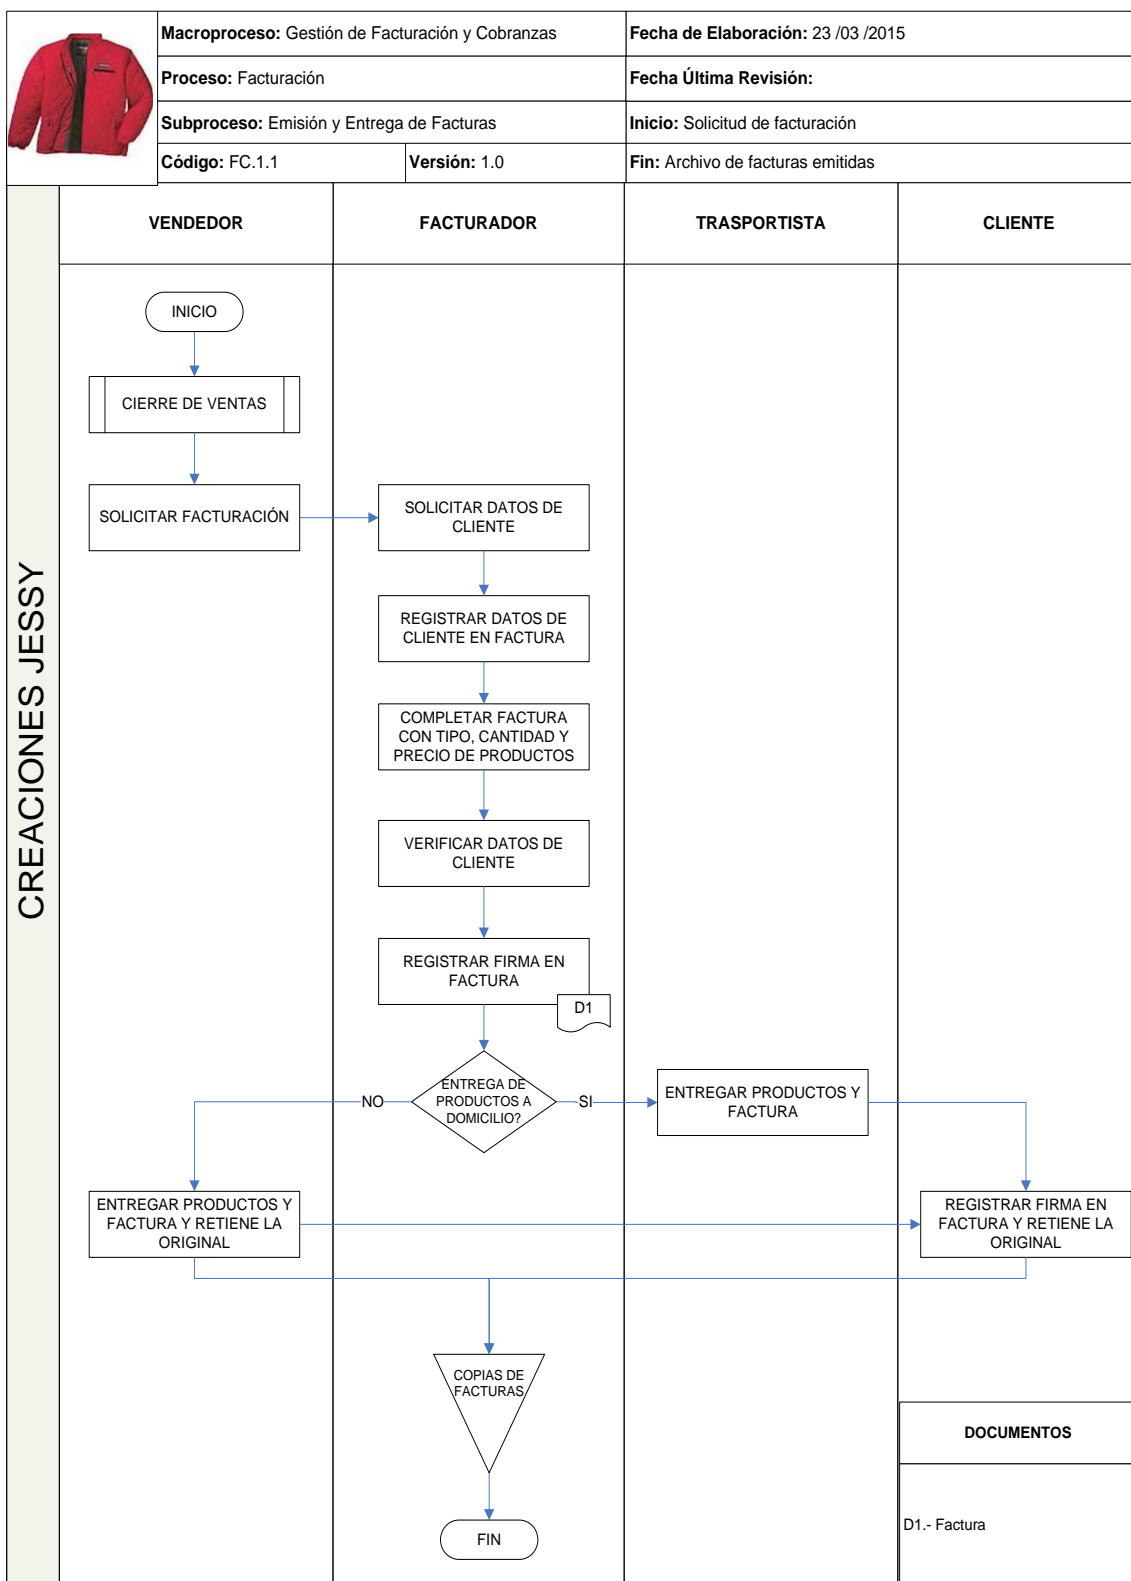 Macroproceso: Gestión de Facturación y Cobranzas
Fecha de Elaboración: 23 /03 /2015
Proceso: Facturación
Fecha Última Revisión:
Subproceso: Emisión y Entrega de Facturas
Inicio: Solicitud de facturación
Código: FC.1.1
Versión: 1.0
Fin: Archivo de facturas emitidas
CREACIONES JESSY
VENDEDOR
FACTURADOR
TRASPORTISTA
CLIENTE
INICIO
CIERRE DE VENTAS
SOLICITAR FACTURACIÓN
SOLICITAR DATOS DE
CLIENTE
REGISTRAR DATOS DE
CLIENTE EN FACTURA
COMPLETAR FACTURA
CON TIPO, CANTIDAD Y
PRECIO DE PRODUCTOS
VERIFICAR DATOS DE
CLIENTE
REGISTRAR FIRMA EN
FACTURA
D1
ENTREGA DE
PRODUCTOS A
DOMICILIO?
NO
SI
ENTREGAR PRODUCTOS Y
FACTURA
ENTREGAR PRODUCTOS Y
FACTURA Y RETIENE LA
ORIGINAL
REGISTRAR FIRMA EN
FACTURA Y RETIENE LA
ORIGINAL
COPIAS DE
FACTURAS
FIN
DOCUMENTOS
D1.- Factura